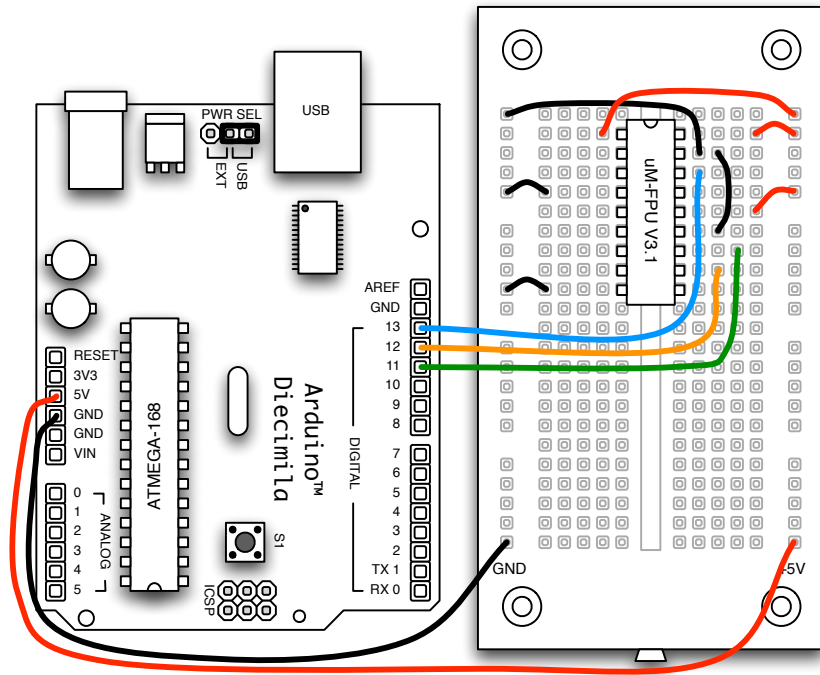 PWR SEL
EXT
USB
USB
uM-FPU V3.1
AREF
GND
13
12
11
10
9
8
7
6
5
4
3
2
TX 1
RX 0
DIGITAL
RESET
3V3
5V
GND
GND
VIN
0
1
2
3
4
5
ANALOG
ATMEGA-168
Arduino™
Diecimila
S1
ICSP
GND
+5V